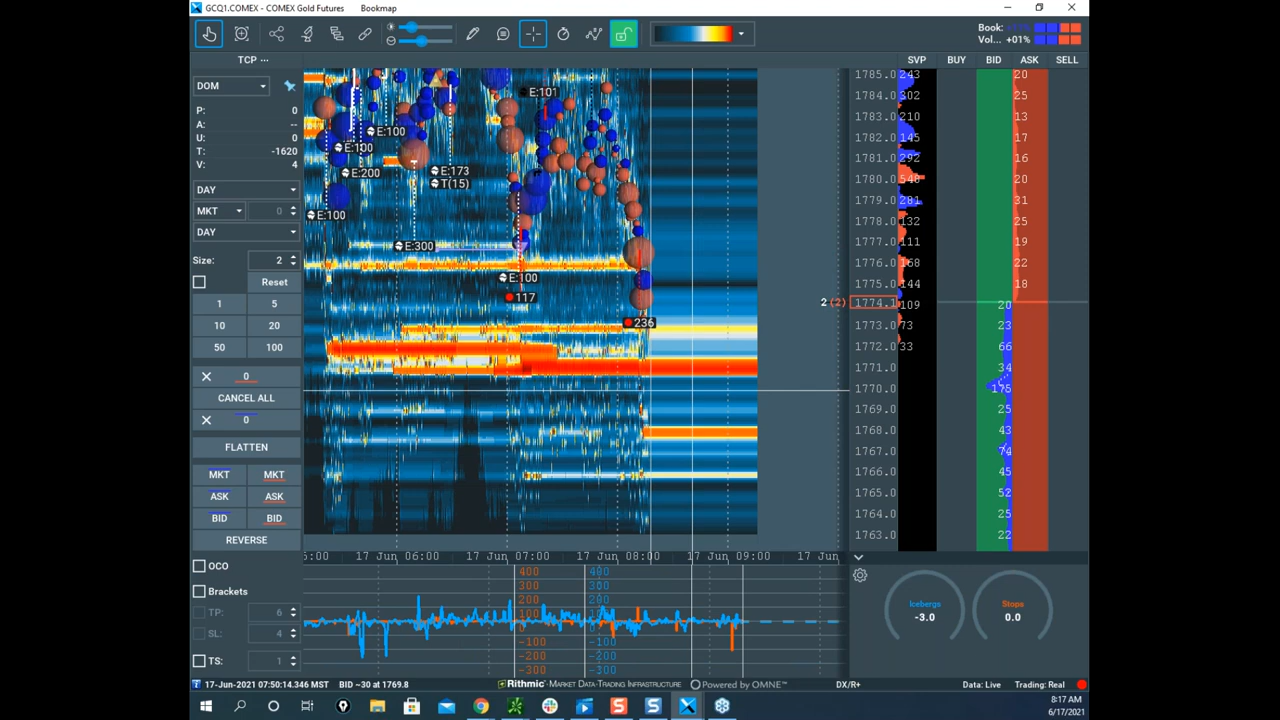 GCQ1.COMEX - COMEX Gold Futures Bookmap
Book:
Vol... +01%
TCP ...
SVP BUY BID ASK SELL
DOM
P: 0
A: --
U: 0
T: -1620
V: 4
DAY
MKT 0
DAY
Size: 2
Reset
1 5
10 20
50 100
0
CANCEL ALL
0
FLATTEN
MKT MKT
ASK ASK
BID BID
REVERSE
OCO
Brackets
TP: 6
SL: 4
TS: 1
E:101
E:100
E:100
E:200
E:173
T(15)
E:100
E:300
E:100
117
236
1785.0 243 20
1784.0 302 25
1783.0 210 13
1782.0 145 17
1781.0 292 16
1780.0 540 20
1779.0 281 31
1778.0 132 25
1777.0 111 19
1776.0 168 22
1775.0 144 18
2 (2) 1774.1 109 20
1773.0 73 23
1772.0 33 66
1771.0 34
1770.0 175
1769.0 25
1768.0 43
1767.0 74
1766.0 45
1765.0 52
1764.0 25
1763.0 22
17 Jun 06:00 17 Jun 07:00 17 Jun 08:00 17 Jun 09:00 17 Jun
400 400
300 300
200 200
100 100
0 0
-100 -100
-200 -200
-300 -300
Icebergs
-3.0
Stops
0.0
17-Jun-2021 07:50:14.346 MST BID ~30 at 1769.8 Rithmic - Market Data/Trading Infrastructure Powered by OMNE™ DX/R+ Data: Live Trading: Real
8:17 AM
6/17/2021